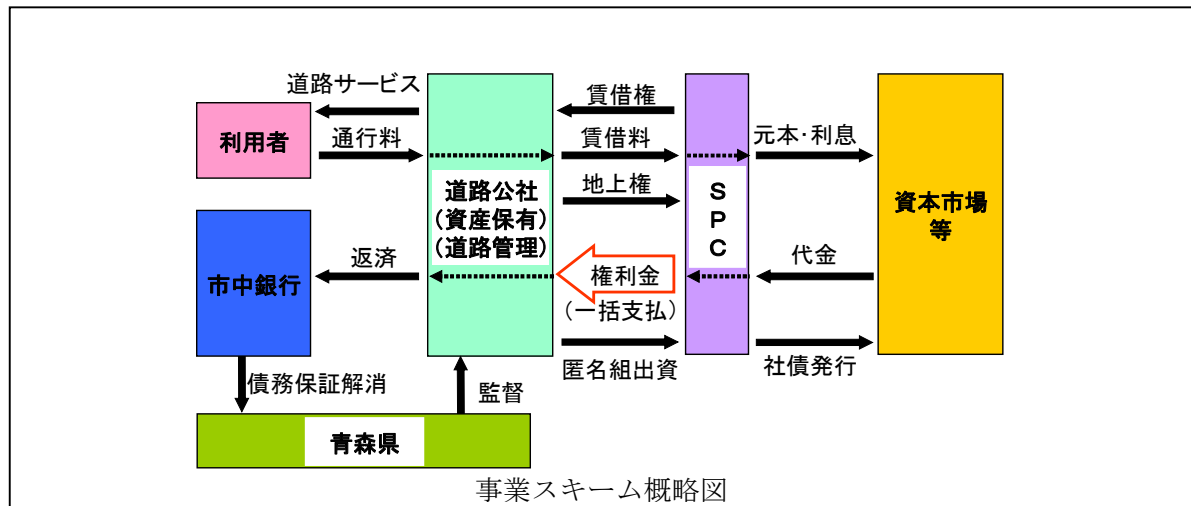 道路サービス
利用者
通行料
道路公社
(資産保有)
(道路管理)
賃借権
賃借料
地上権
SPC
元本・利息
資本市場
等
市中銀行
返済
権利金
(一括支払)
代金
匿名組出資
社債発行
債務保証解消
監督
青森県
事業スキーム概略図